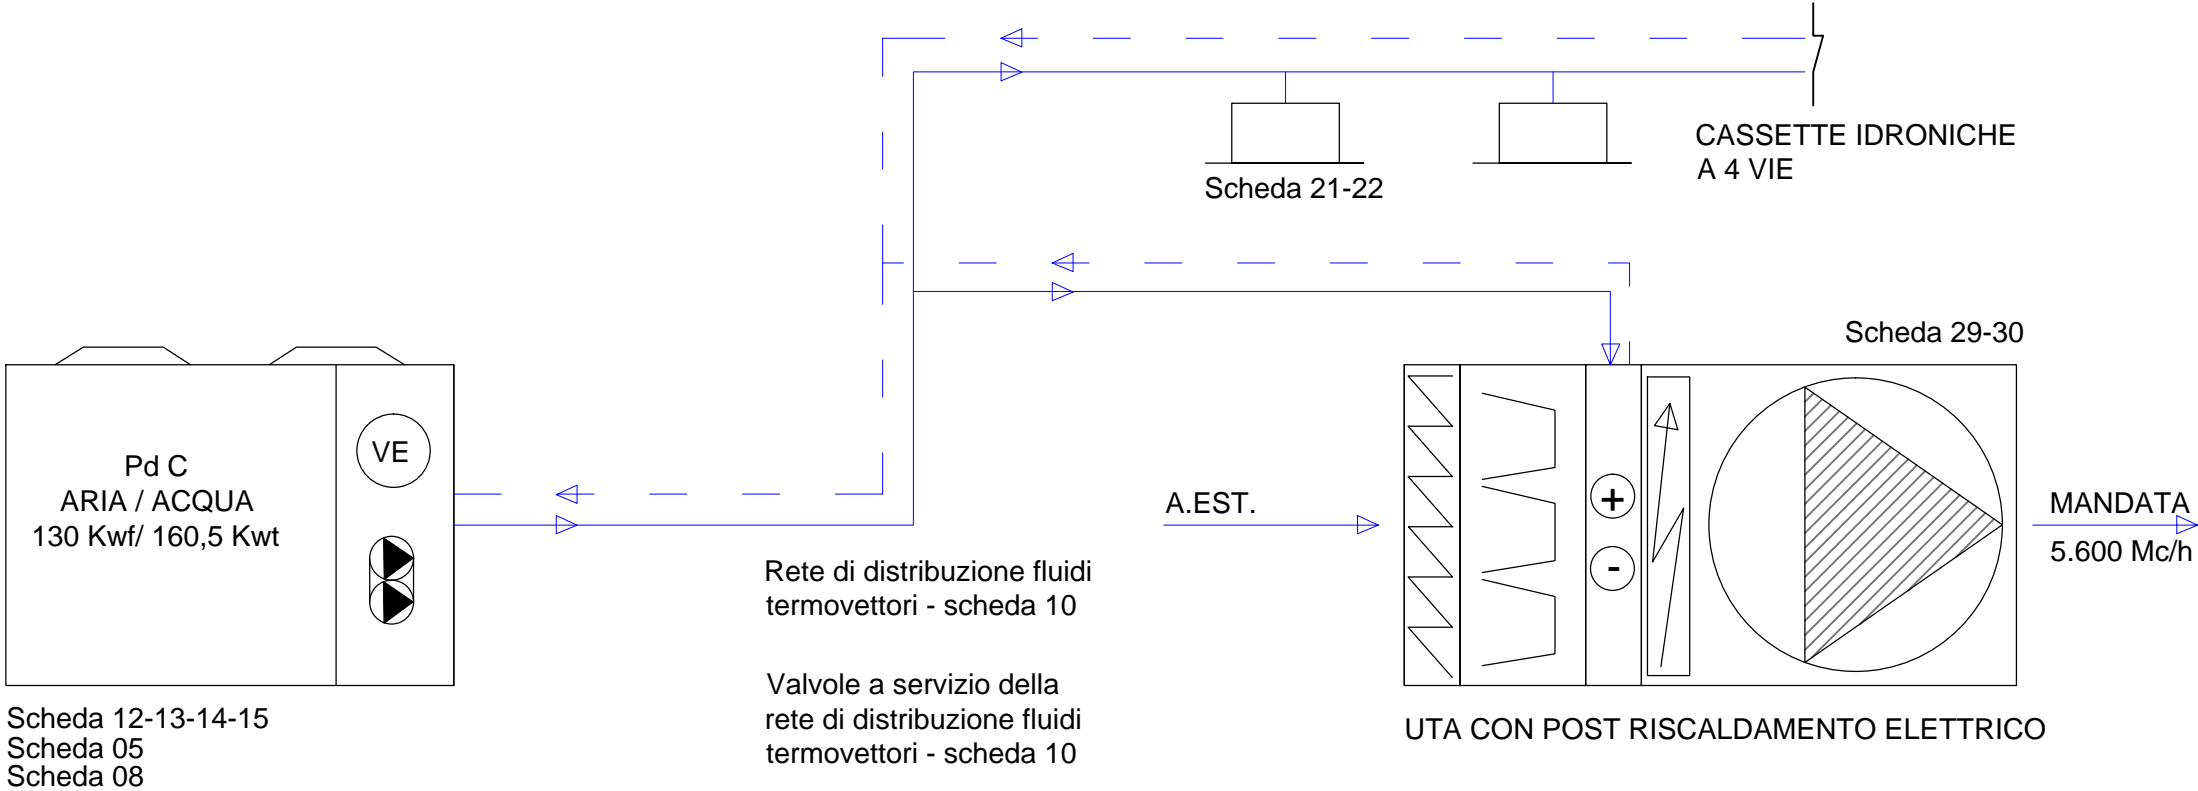 CASSETTE IDRONICHE
A 4 VIE
Scheda 21-22
Scheda 29-30
VE
Pd C
ARIA / ACQUA
130 Kwf/ 160,5 Kwt
A.EST.
+
-
MANDATA
5.600 Mc/h
Rete di distribuzione fluidi
termovettori - scheda 10
Valvole a servizio della
rete di distribuzione fluidi
termovettori - scheda 10
Scheda 12-13-14-15
Scheda 05
Scheda 08
UTA CON POST RISCALDAMENTO ELETTRICO